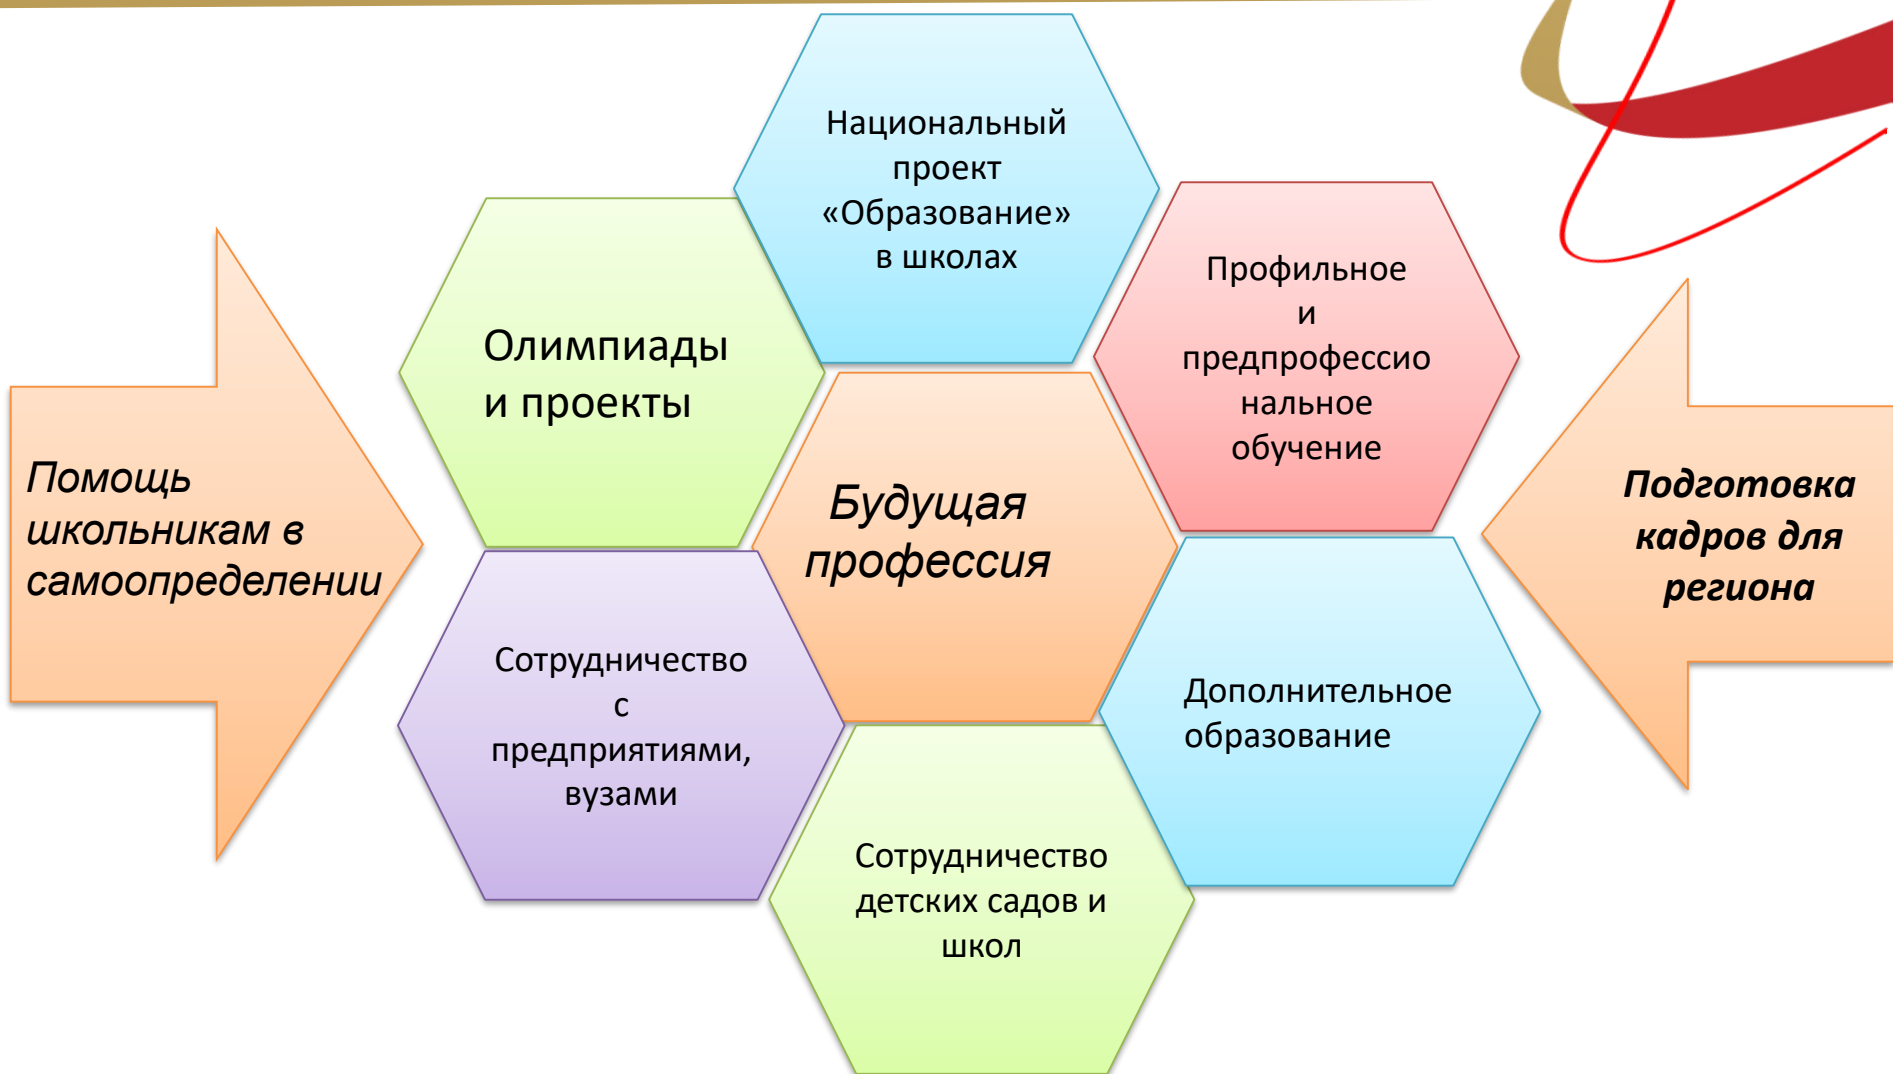 Национальный
проект
«Образование»
в школах
Олимпиады
и проекты
Профильное
и
предпрофессио
нальное
обучение
Помощь
школьникам в
самоопределении
Будущая
профессия
Подготовка
кадров для
региона
Сотрудничество
с
предприятиями,
вузами
Дополнительное
образование
Сотрудничество
детских садов и
школ